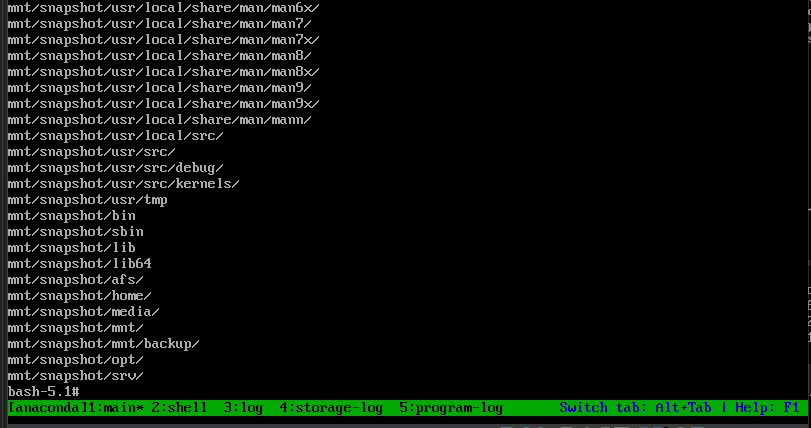 mnt/snapshot/usr/local/share/man/man6x/
mnt/snapshot/usr/local/share/man/man7/
mnt/snapshot/usr/local/share/man/man7x/
mnt/snapshot/usr/local/share/man/man8/
mnt/snapshot/usr/local/share/man/man8x/
mnt/snapshot/usr/local/share/man/man9/
mnt/snapshot/usr/local/share/man/man9x/
mnt/snapshot/usr/local/share/man/mann/
mnt/snapshot/usr/local/src/
mnt/snapshot/usr/src/
mnt/snapshot/usr/src/debug/
mnt/snapshot/usr/src/kernels/
mnt/snapshot/usr/tmp
mnt/snapshot/bin
mnt/snapshot/sbin
mnt/snapshot/lib
mnt/snapshot/lib64
mnt/snapshot/afs/
mnt/snapshot/home/
mnt/snapshot/media/
mnt/snapshot/mnt/
mnt/snapshot/mnt/backup/
mnt/snapshot/opt/
mnt/snapshot/srv/
bash-5.1#
[anaconda]1:main* 2:shell  3:log  4:storage-log  5:program-log       Switch tab: Alt+Tab | Help: F1